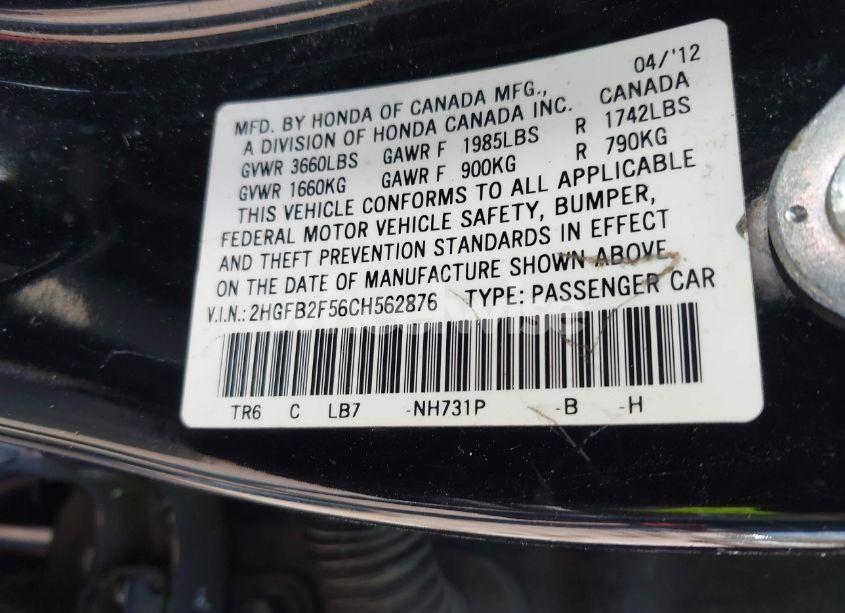 04/'12
MFD. BY HONDA OF CANADA MFG.,
A DIVISION OF HONDA CANADA INC. CANADA
GVWR 3660LBS GAWR F 1985LBS R 1742LBS
GVWR 1660KG GAWR F 900KG R 790KG
THIS VEHICLE CONFORMS TO ALL APPLICABLE
FEDERAL MOTOR VEHICLE SAFETY, BUMPER,
AND THEFT PREVENTION STANDARDS IN EFFECT
ON THE DATE OF MANUFACTURE SHOWN ABOVE
V.I.N.: 2HGFB2F56CH562876 TYPE: PASSENGER CAR
TR6 C LB7 -NH731P -B -H